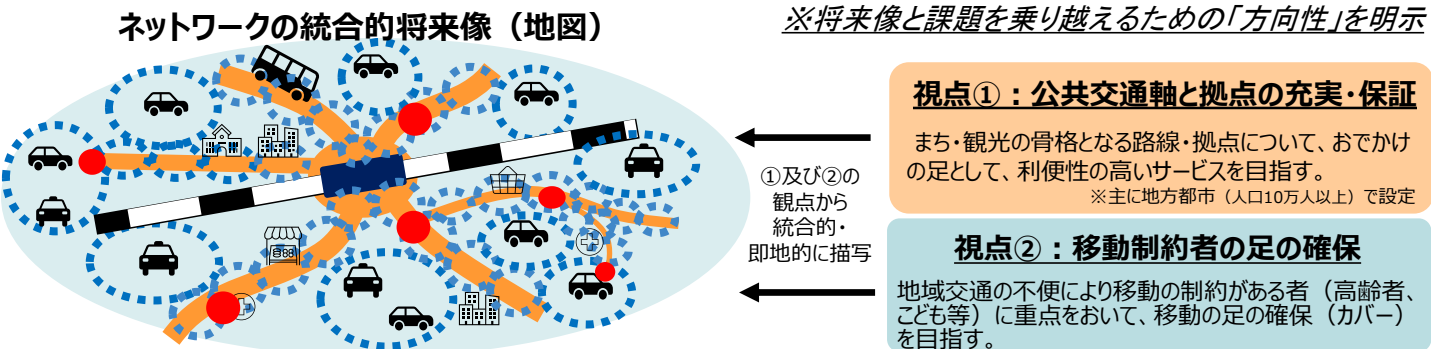 ネットワークの統合的将来像（地図）
※将来像と課題を乗り越えるための「方向性」を明示
①及び②の
観点から
統合的・
即地的に描写
視点①：公共交通軸と拠点の充実・保証
まち・観光の骨格となる路線・拠点について、おでかけ
の足として、利便性の高いサービスを目指す。
※主に地方都市（人口10万人以上）で設定
視点②：移動制約者の足の確保
地域交通の不便により移動の制約がある者（高齢者、
こども等）に重点をおいて、移動の足の確保（カバー）
を目指す。